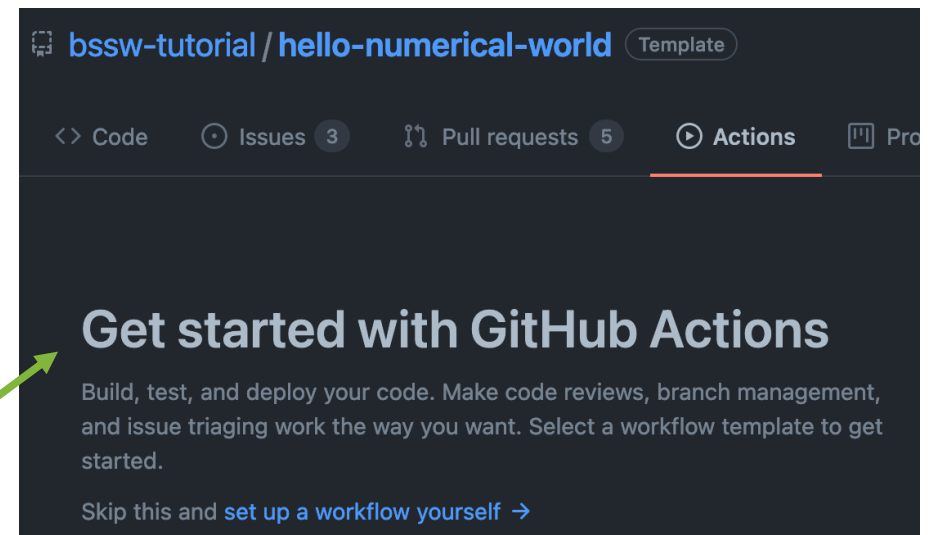 bssw-tutorial / hello-numerical-world Template
Code Issues 3 Pull requests 5 Actions Pro
Get started with GitHub Actions
Build, test, and deploy your code. Make code reviews, branch management,
and issue triaging work the way you want. Select a workflow template to get
started.
Skip this and set up a workflow yourself →